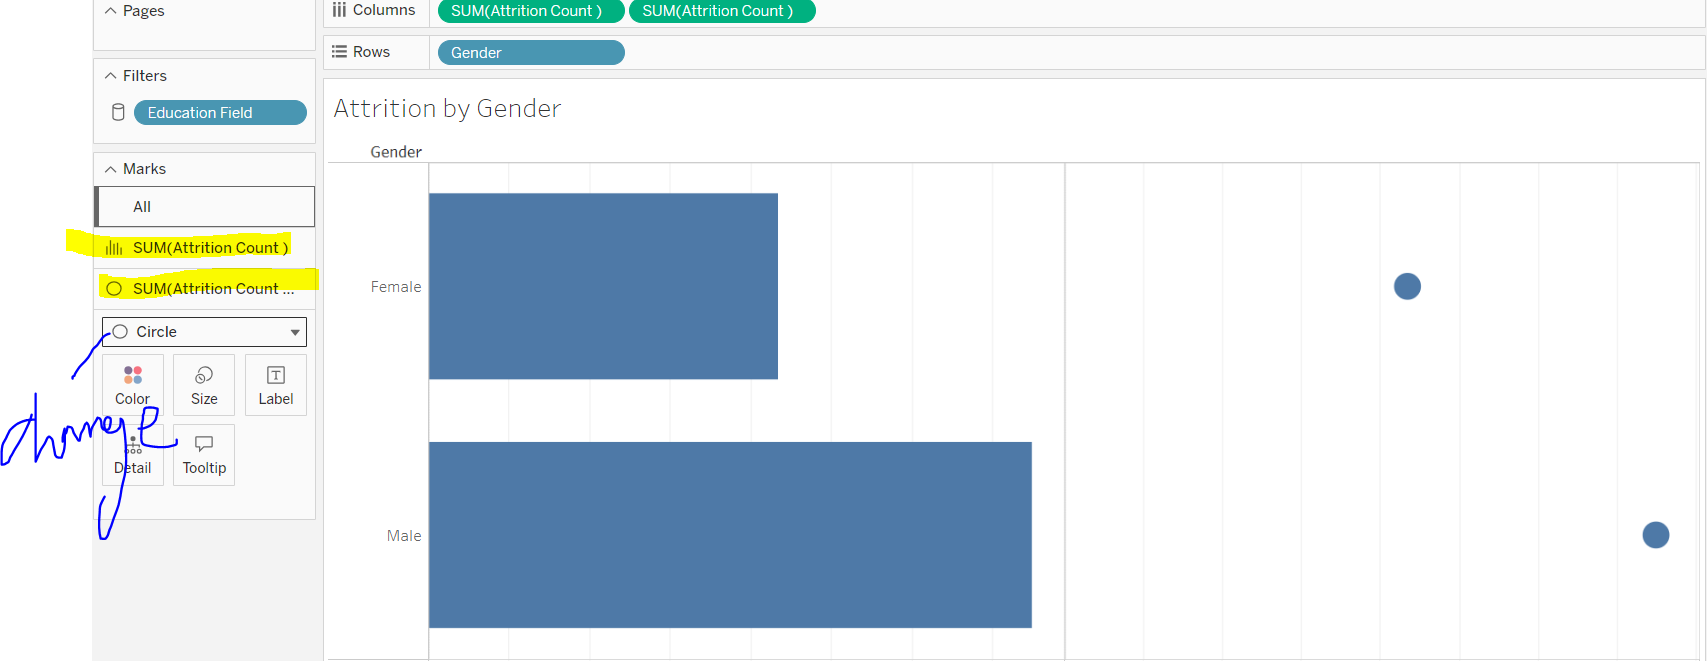 Pages
Columns
SUM(Attrition Count )
SUM(Attrition Count )
Rows
Gender
Filters
Education Field
Attrition by Gender
Gender
Marks
All
SUM(Attrition Count )
SUM(Attrition Count ...
Circle
Color
Size
Label
change
Detail
Tooltip
Female
Male